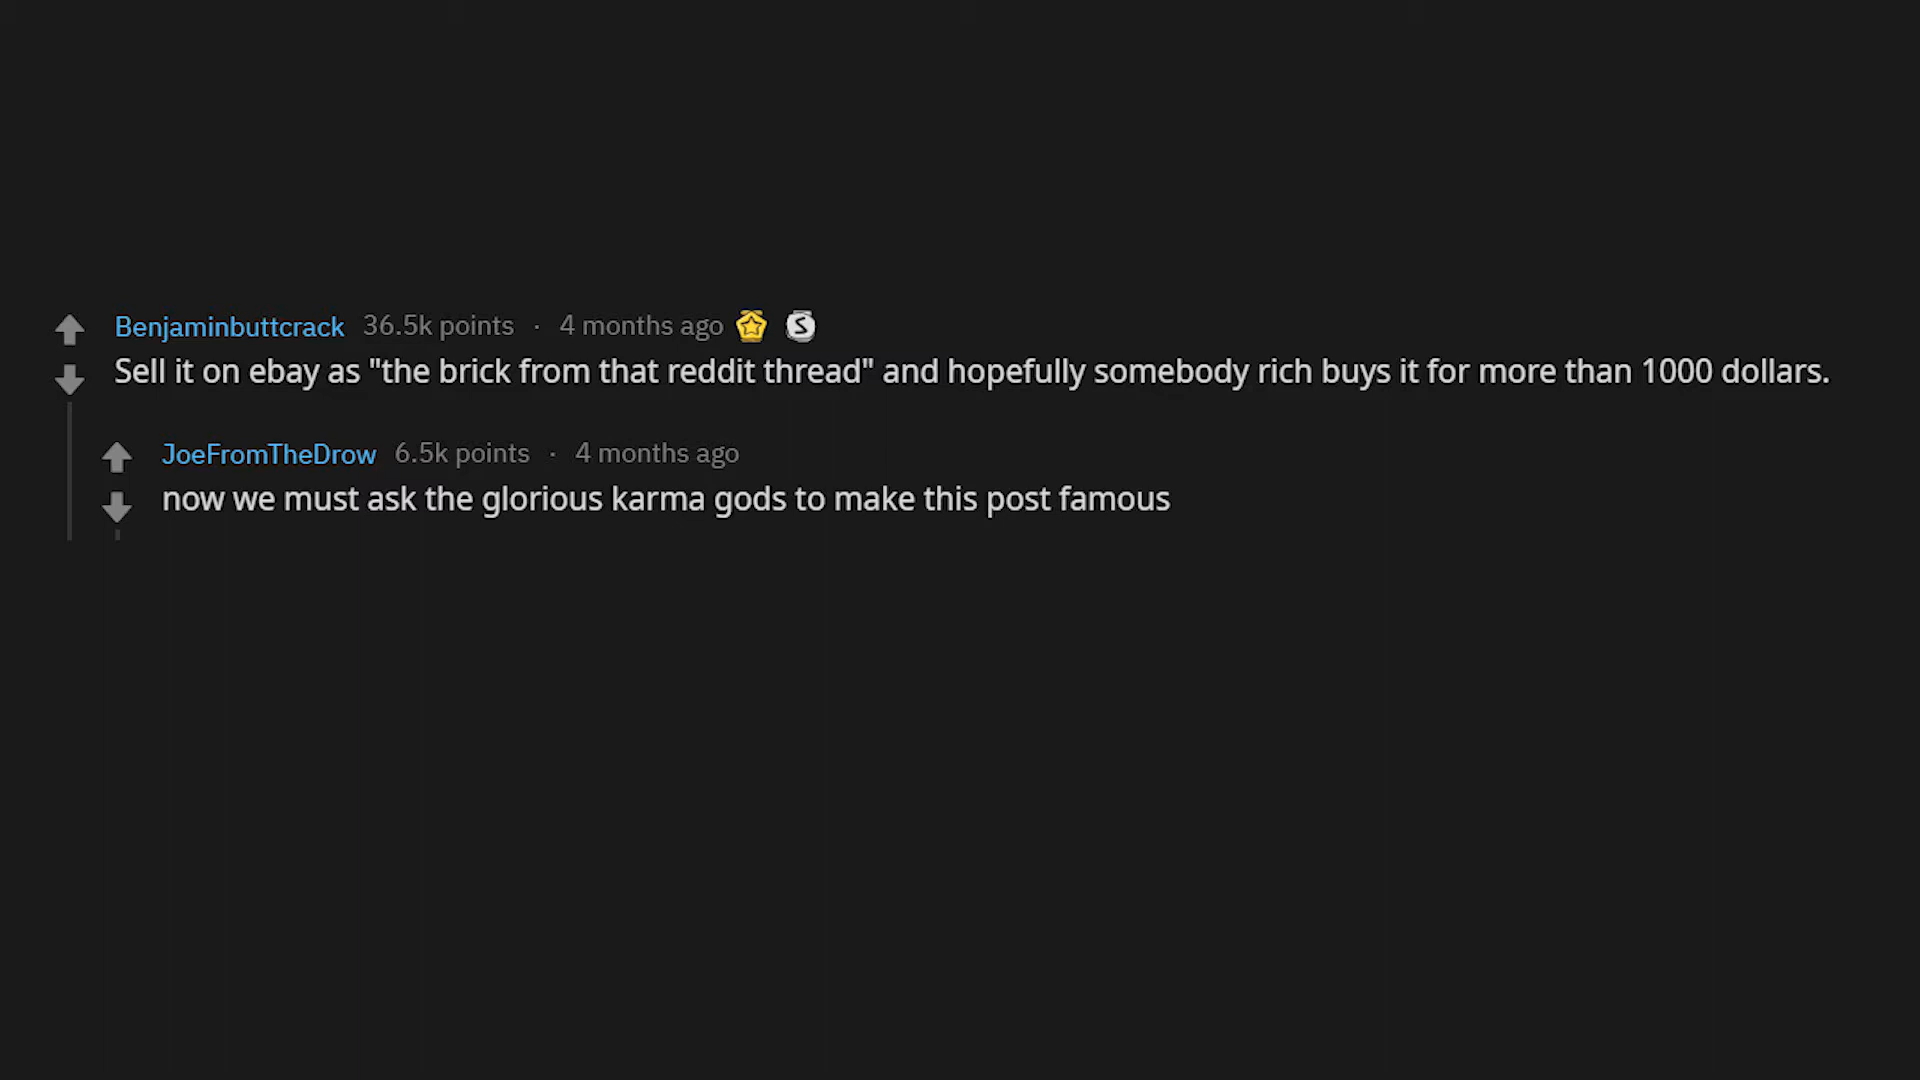 Benjaminbuttcrack 36.5k points · 4 months ago S
Sell it on ebay as "the brick from that reddit thread" and hopefully somebody rich buys it for more than 1000 dollars.
JoeFromTheDrow 6.5k points · 4 months ago
now we must ask the glorious karma gods to make this post famous